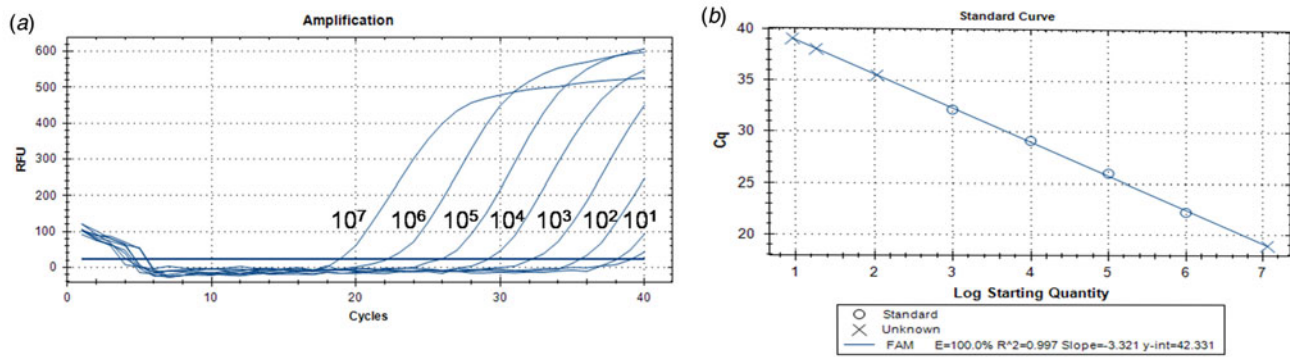 (a)
Amplification
600
500
400
300
200
100
0
RFU
10⁷ 10⁶ 10⁵ 10⁴ 10³ 10² 10¹
0 10 20 30 40
Cycles
(b)
Standard Curve
40
35
30
25
20
Cq
1 2 3 4 5 6 7
Log Starting Quantity
Standard
Unknown
FAM E=100.0% R^2=0.997 Slope=-3.321 y-int=42.331